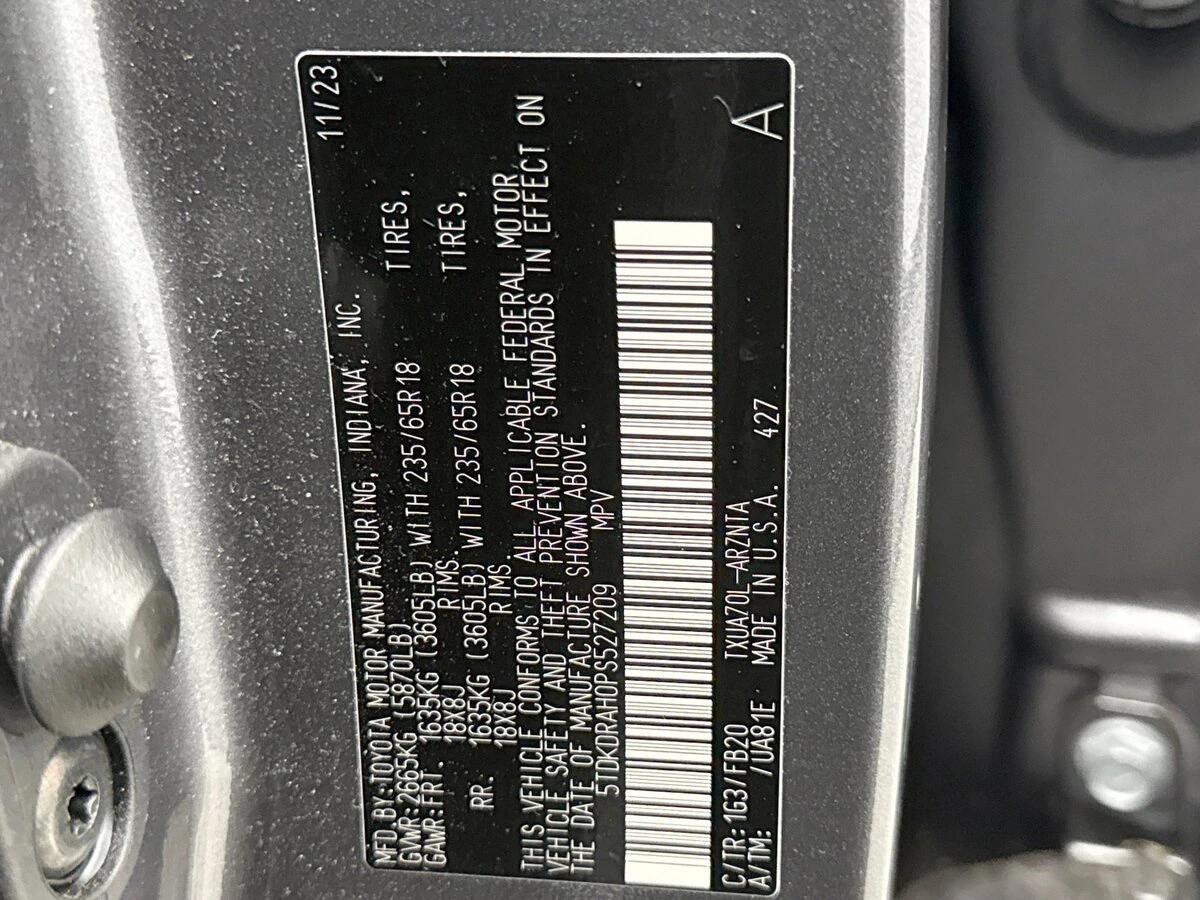 11/23
MFD. BY: TOYOTA MOTOR MANUFACTURING, INDIANA, INC.
GVWR: 2665KG (5870LB)
GAWR: FRT. 1635KG (3605LB) WITH 235/65R18 TIRES,
18X8J RIMS.
RR. 1635KG (3605LB) WITH 235/65R18 TIRES,
18X8J RIMS
THIS VEHICLE CONFORMS TO ALL APPLICABLE FEDERAL MOTOR
VEHICLE SAFETY AND THEFT PREVENTION STANDARDS IN EFFECT ON
THE DATE OF MANUFACTURE SHOWN ABOVE.
5TDKDRAH0PS527209 MPV
C/TR: 1G3/FB20 TXUA70L-ARZNTA
A/TM: /UA81E MADE IN U.S.A. 427 A